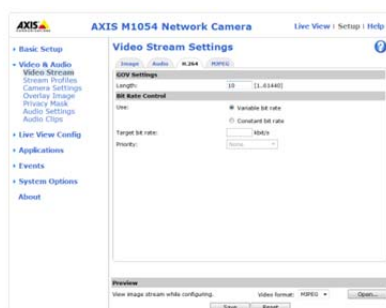 AXIS
AXIS M1054 Network Camera
Live View | Setup | Help
Basic Setup
Video & Audio
Video Stream
Stream Profiles
Camera Settings
Overlay Image
Privacy Mask
Audio Settings
Audio Clips
Live View Config
Applications
Events
System Options
About
Video Stream Settings
?
Image Audio H.264 MJPEG
GOV Settings
Length: 10 [1..61440]
Bit Rate Control
Use: Variable bit rate
Constant bit rate
Target bit rate: kbit/s
Priority: None
Preview
View image stream while configuring. Video format: MJPEG Open...
Save Reset